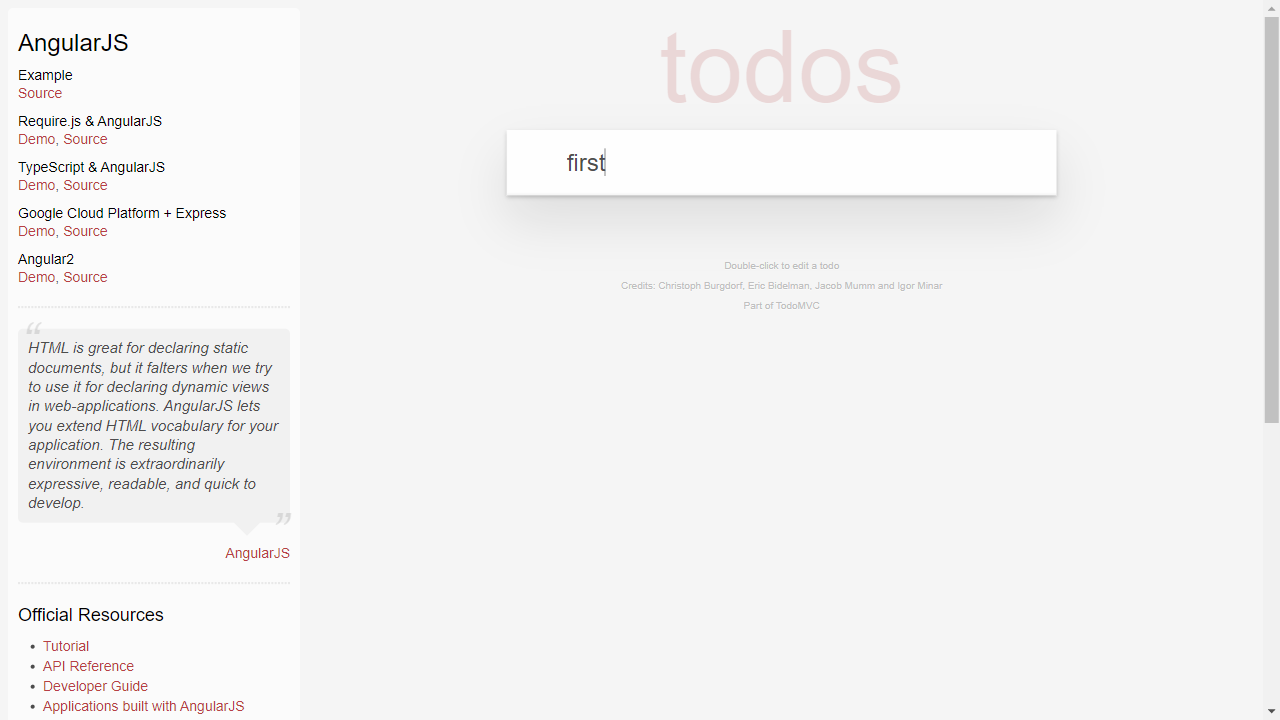 AngularJS
Example
Source
Require.js & AngularJS
Demo, Source
TypeScript & AngularJS
Demo, Source
Google Cloud Platform + Express
Demo, Source
Angular2
Demo, Source
“
HTML is great for declaring static
documents, but it falters when we try
to use it for declaring dynamic views
in web-applications. AngularJS lets
you extend HTML vocabulary for your
application. The resulting
environment is extraordinarily
expressive, readable, and quick to
develop.
”
AngularJS
Official Resources
• Tutorial
• API Reference
• Developer Guide
• Applications built with AngularJS
todos
first
Double-click to edit a todo
Credits: Christoph Burgdorf, Eric Bidelman, Jacob Mumm and Igor Minar
Part of TodoMVC